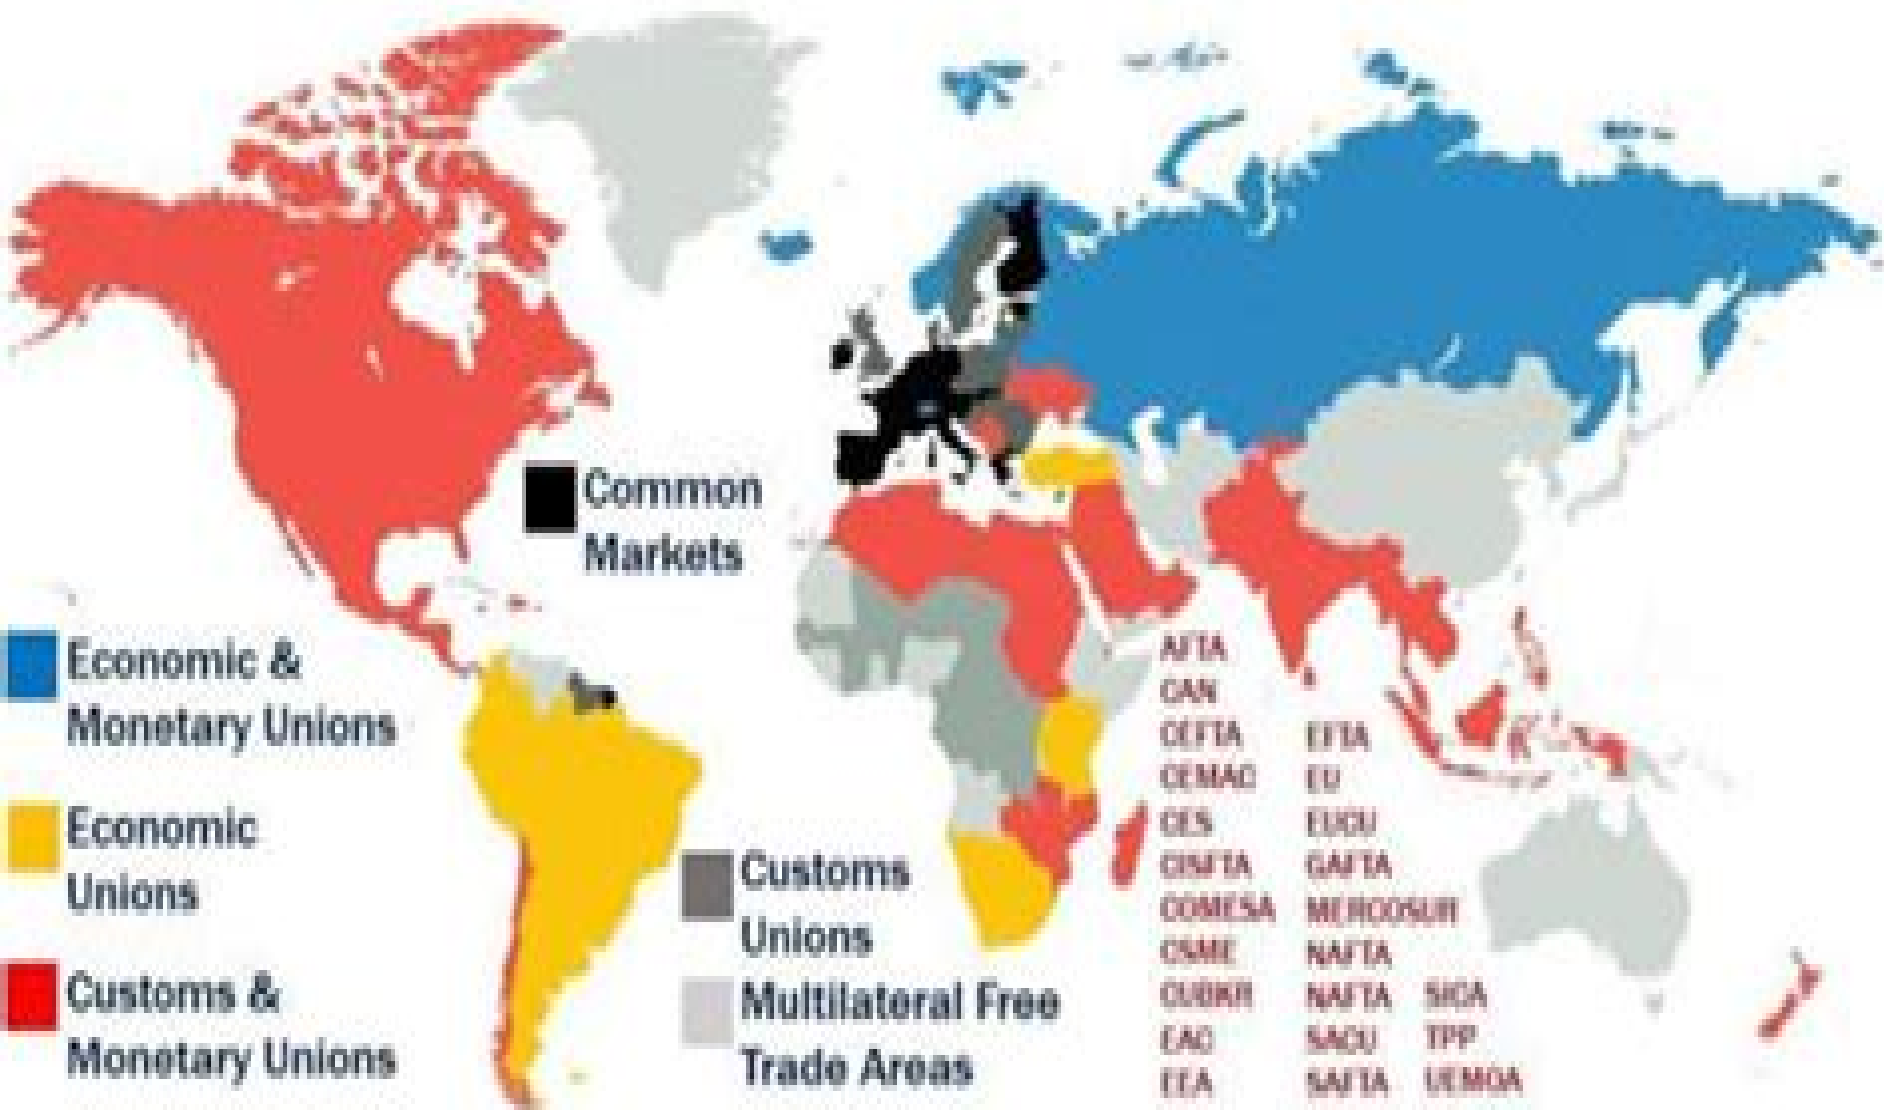 Common
Markets
Economic &
Monetary Unions
Economic
Unions
Customs &
Monetary Unions
Customs
Unions
Multilateral Free
Trade Areas
AFTA
CAN
CEFTA EFTA
CEMAC EU
CES EUCU
CISFTA GAFTA
COMESA MERCOSUR
CSME NAFTA
CUBKR NAFTA SICA
EAC SACU TPP
EEA SAFTA UEMOA